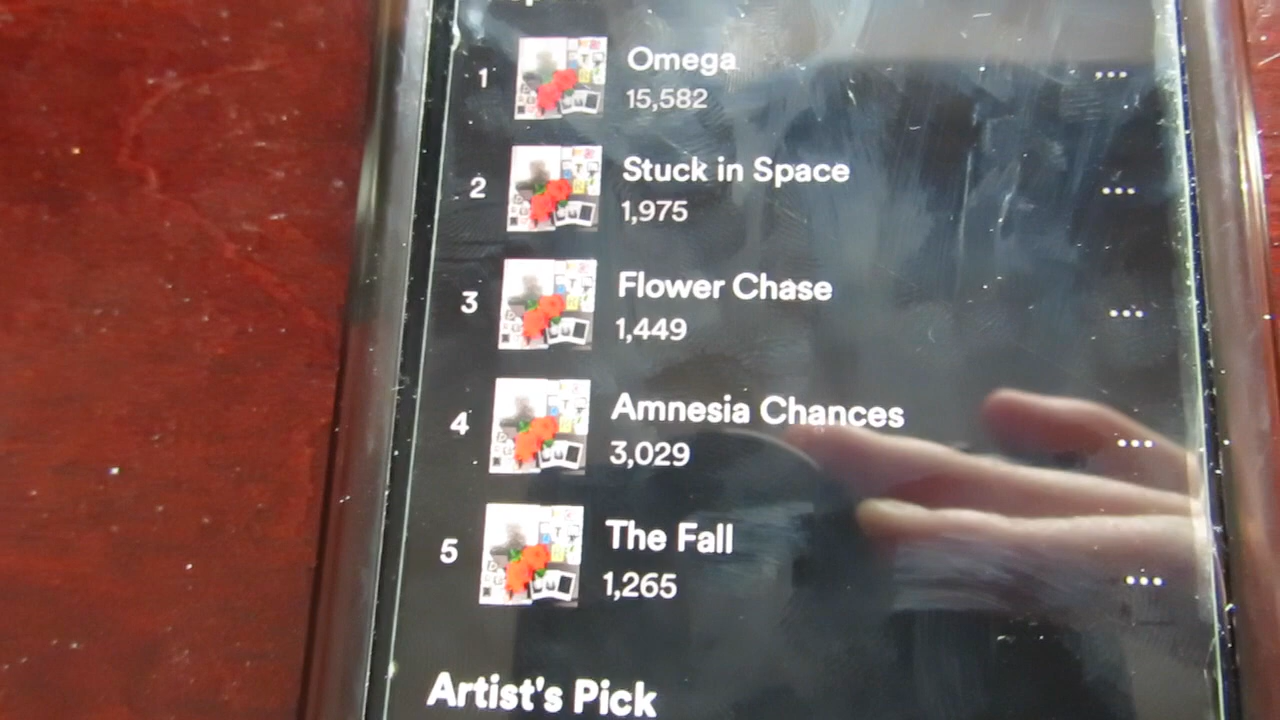 1
Omega
15,582
2
Stuck in Space
1,975
3
Flower Chase
1,449
4
Amnesia Chances
3,029
5
The Fall
1,265
Artist's Pick